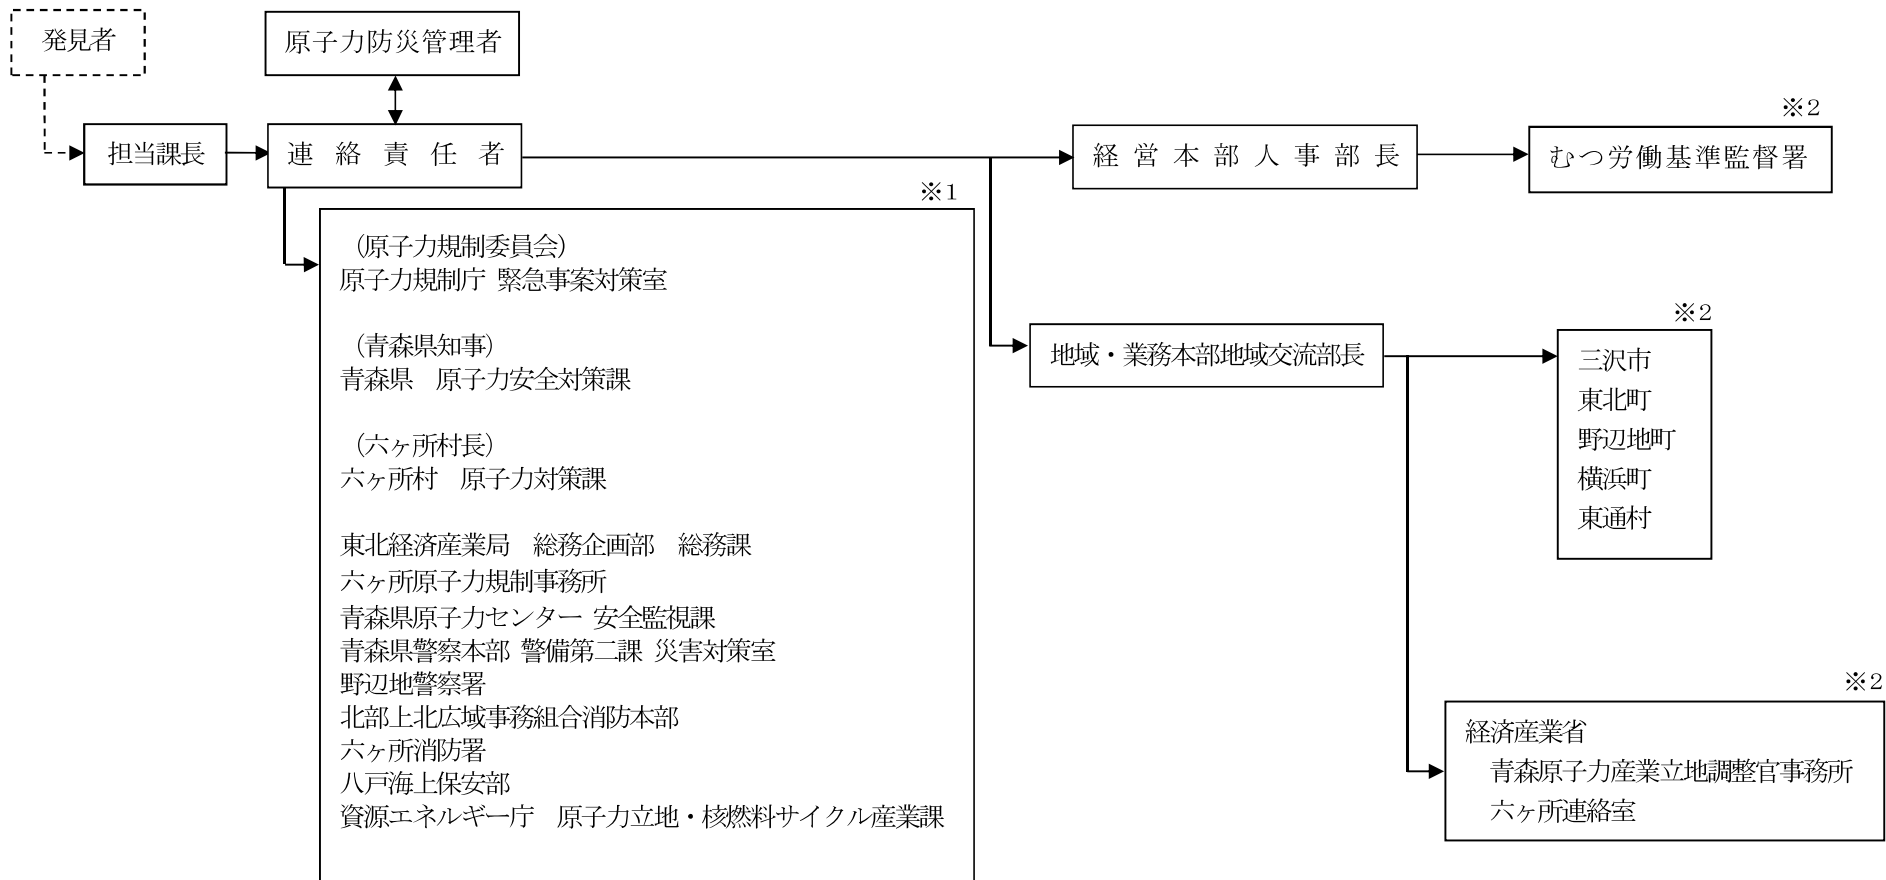 発見者
原子力防災管理者
担当課長
連絡責任者
経営本部人事部長
※2
むつ労働基準監督署
※1
（原子力規制委員会）
原子力規制庁 緊急事案対策室
（青森県知事）
青森県　原子力安全対策課
（六ヶ所村長）
六ヶ所村　原子力対策課
東北経済産業局　総務企画部　総務課
六ヶ所原子力規制事務所
青森県原子力センター 安全監視課
青森県警察本部 警備第二課 災害対策室
野辺地警察署
北部上北広域事務組合消防本部
六ヶ所消防署
八戸海上保安部
資源エネルギー庁　原子力立地・核燃料サイクル産業課
地域・業務本部地域交流部長
※2
三沢市
東北町
野辺地町
横浜町
東通村
※2
経済産業省
青森原子力産業立地調整官事務所
六ヶ所連絡室